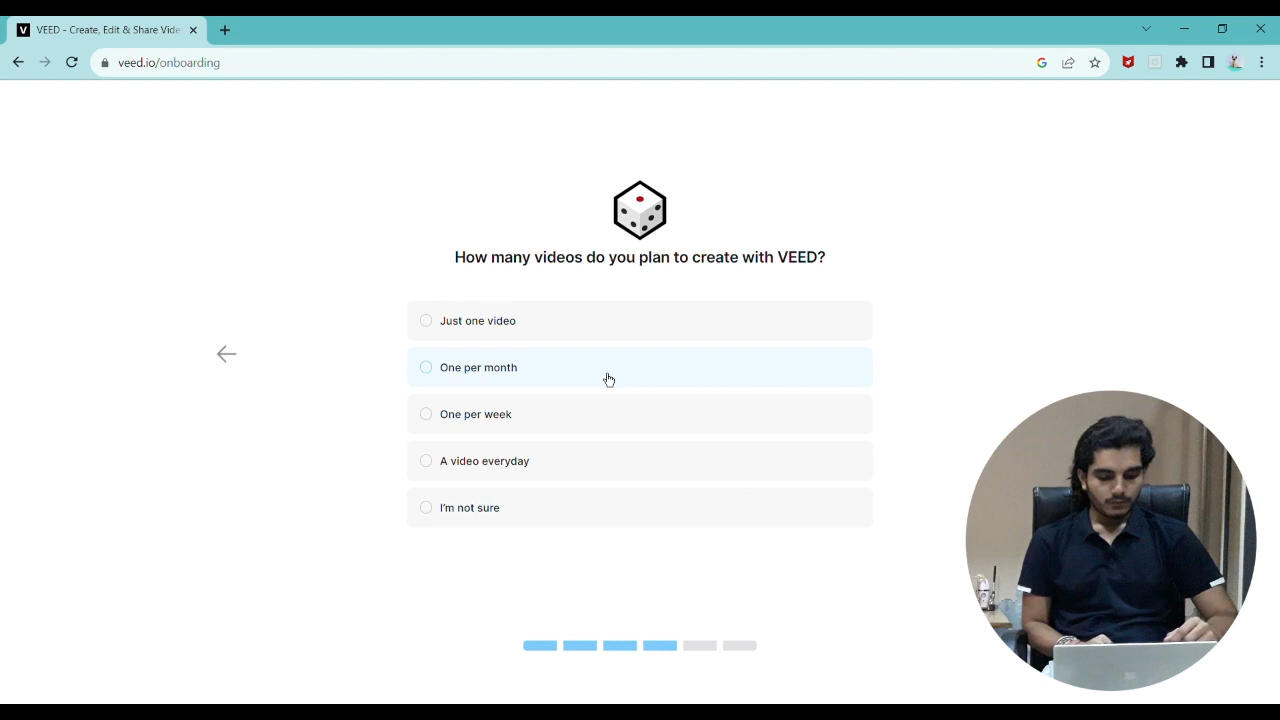 V VEED - Create, Edit & Share Vide
veed.io/onboarding
How many videos do you plan to create with VEED?
Just one video
One per month
One per week
A video everyday
I'm not sure